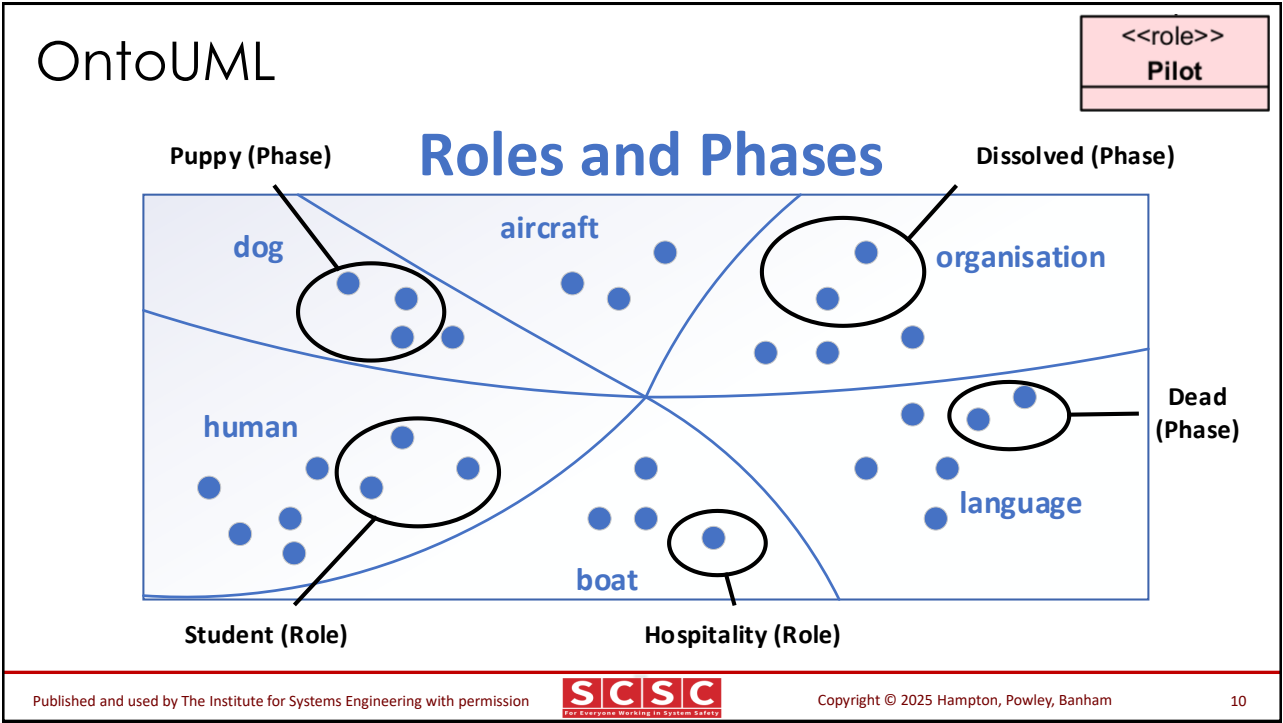 OntoUML
<<role>>
Pilot
Roles and Phases
Puppy (Phase)
Dissolved (Phase)
dog
aircraft
organisation
Dead
(Phase)
human
language
boat
Student (Role)
Hospitality (Role)
Published and used by The Institute for Systems Engineering with permission
SCSC
For Everyone Working in System Safety
Copyright © 2025 Hampton, Powley, Banham
10